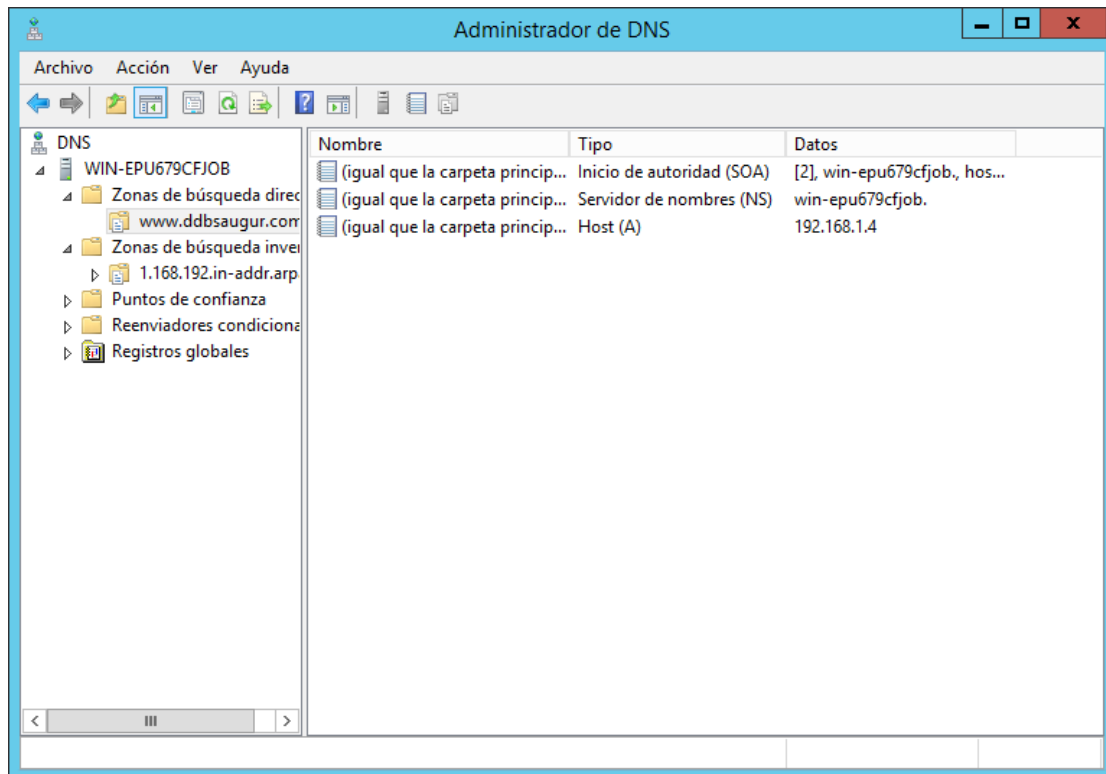 Administrador de DNS
Archivo Acción Ver Ayuda
DNS
WIN-EPU679CFJOB
Zonas de búsqueda direc
www.ddbsaugur.com
Zonas de búsqueda inver
1.168.192.in-addr.arp
Puntos de confianza
Reenviadores condiciona
Registros globales
Nombre Tipo Datos
(igual que la carpeta princip... Inicio de autoridad (SOA) [2], win-epu679cfjob., hos...
(igual que la carpeta princip... Servidor de nombres (NS) win-epu679cfjob.
(igual que la carpeta princip... Host (A) 192.168.1.4